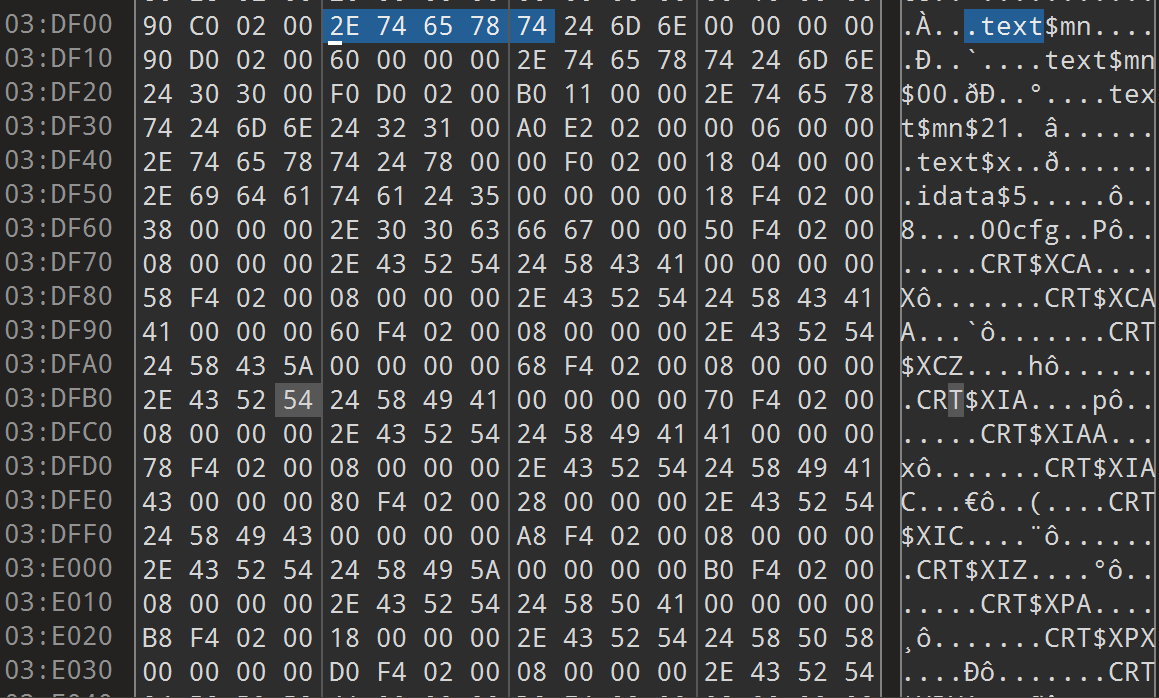 03:DF00 90 C0 02 00 2E 74 65 78 74 24 6D 6E 00 00 00 00 .À...text$mn....
03:DF10 90 D0 02 00 60 00 00 00 2E 74 65 78 74 24 6D 6E .Ð..`....text$mn
03:DF20 24 30 30 00 F0 D0 02 00 B0 11 00 00 2E 74 65 78 $00.ðÐ..°....tex
03:DF30 74 24 6D 6E 24 32 31 00 A0 E2 02 00 00 06 00 00 t$mn$21. â......
03:DF40 2E 74 65 78 74 24 78 00 00 F0 02 00 18 04 00 00 .text$x..ð......
03:DF50 2E 69 64 61 74 61 24 35 00 00 00 00 18 F4 02 00 .idata$5.....ô..
03:DF60 38 00 00 00 2E 30 30 63 66 67 00 00 50 F4 02 00 8....00cfg..Pô..
03:DF70 08 00 00 00 2E 43 52 54 24 58 43 41 00 00 00 00 .....CRT$XCA....
03:DF80 58 F4 02 00 08 00 00 00 2E 43 52 54 24 58 43 41 Xô.......CRT$XCA
03:DF90 41 00 00 00 60 F4 02 00 08 00 00 00 2E 43 52 54 A...`ô.......CRT
03:DFA0 24 58 43 5A 00 00 00 00 68 F4 02 00 08 00 00 00 $XCZ....hô......
03:DFB0 2E 43 52 54 24 58 49 41 00 00 00 00 70 F4 02 00 .CRT$XIA....pô..
03:DFC0 08 00 00 00 2E 43 52 54 24 58 49 41 41 00 00 00 .....CRT$XIAA...
03:DFD0 78 F4 02 00 08 00 00 00 2E 43 52 54 24 58 49 41 xô.......CRT$XIA
03:DFE0 43 00 00 00 80 F4 02 00 28 00 00 00 2E 43 52 54 C...€ô..(....CRT
03:DFF0 24 58 49 43 00 00 00 00 A8 F4 02 00 08 00 00 00 $XIC....¨ô......
03:E000 2E 43 52 54 24 58 49 5A 00 00 00 00 B0 F4 02 00 .CRT$XIZ....°ô..
03:E010 08 00 00 00 2E 43 52 54 24 58 50 41 00 00 00 00 .....CRT$XPA....
03:E020 B8 F4 02 00 18 00 00 00 2E 43 52 54 24 58 50 58 ¸ô.......CRT$XPX
03:E030 00 00 00 00 D0 F4 02 00 08 00 00 00 2E 43 52 54 ....Ðô.......CRT